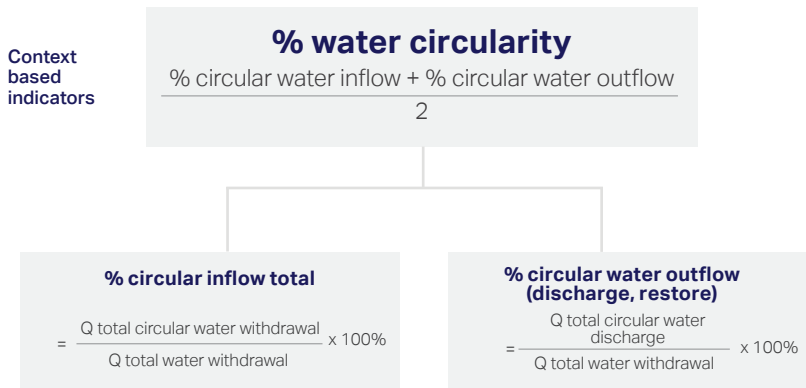 Context
based
indicators
% water circularity
% circular water inflow + % circular water outflow
2
% circular inflow total
= Q total circular water withdrawal x 100%
Q total water withdrawal
% circular water outflow
(discharge, restore)
Q total circular water
discharge
= x 100%
Q total water withdrawal